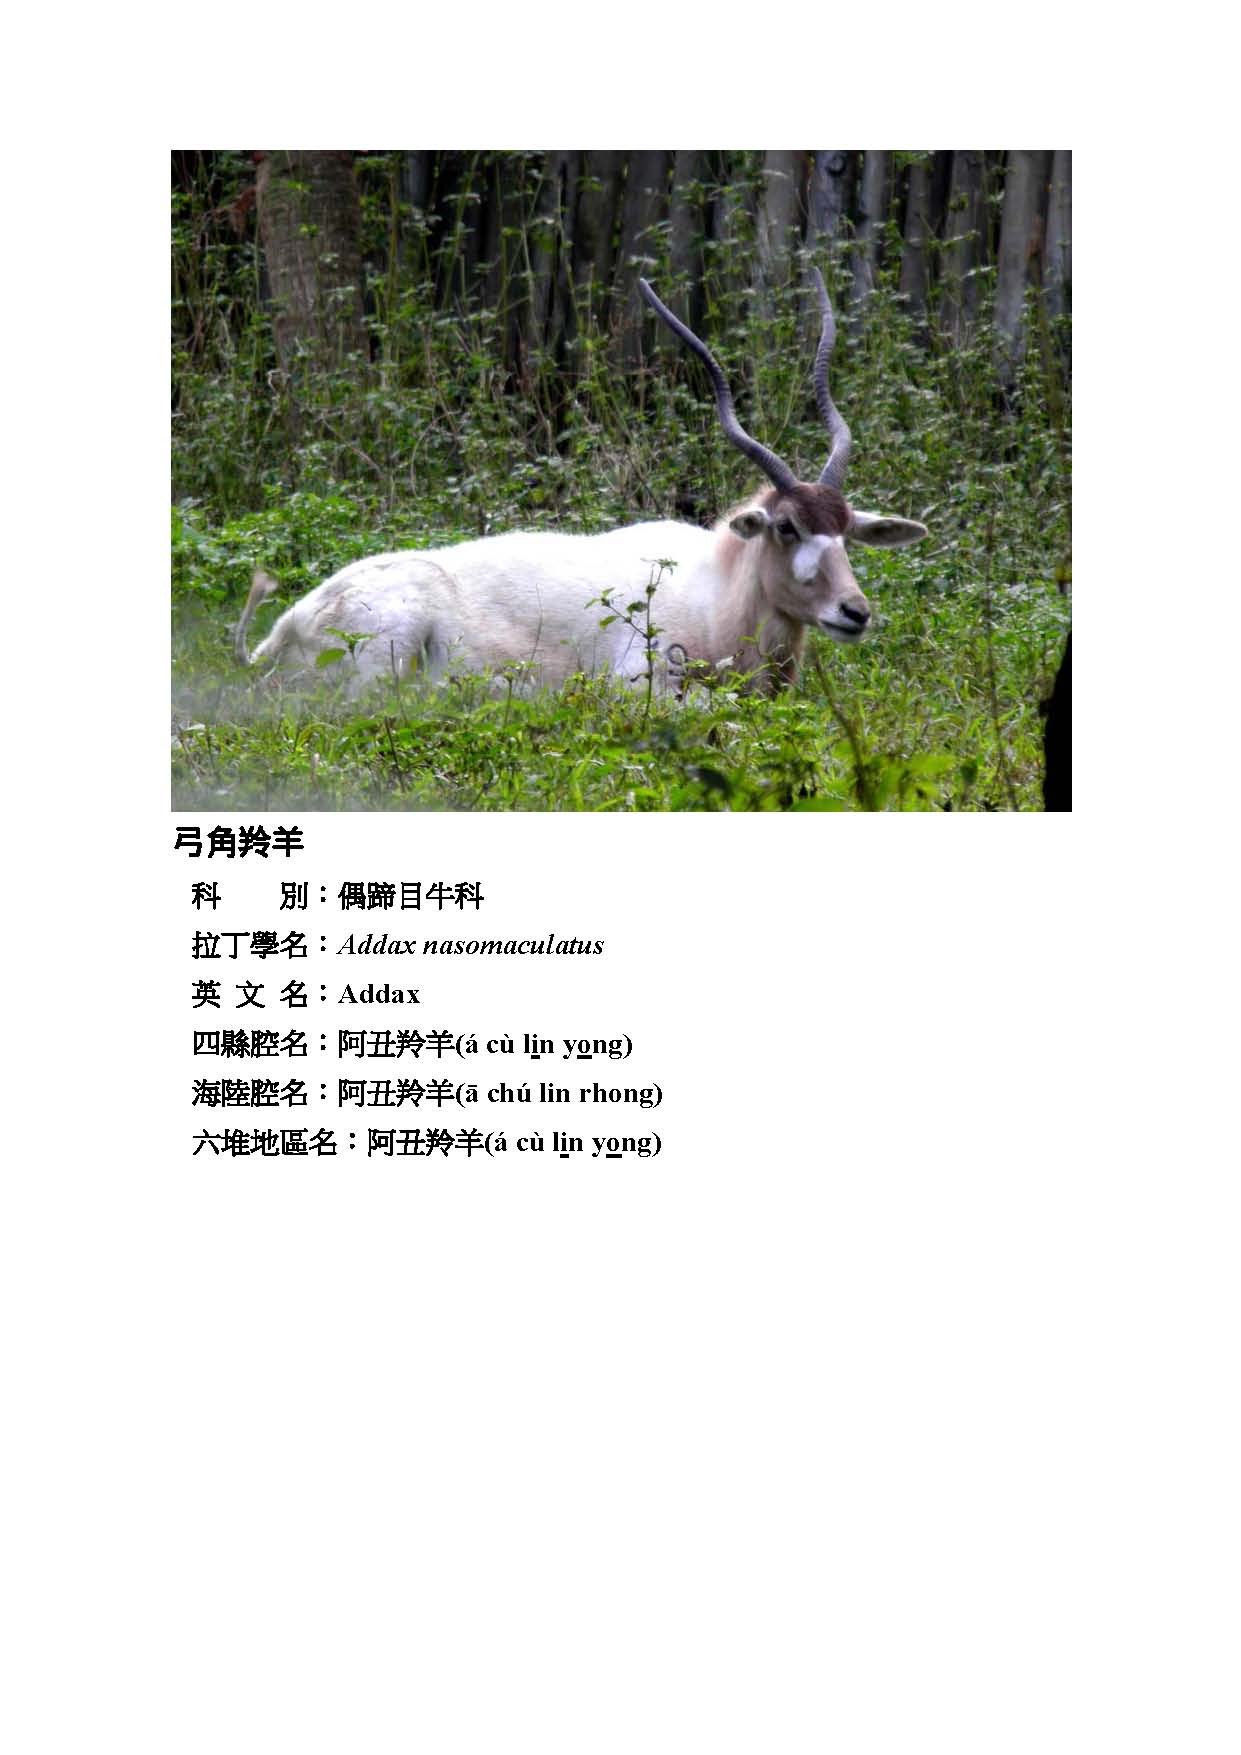 弓角羚羊
科　　別：偶蹄目牛科
拉丁學名：Addax nasomaculatus
英 文 名：Addax
四縣腔名：阿丑羚羊(á cù lin yong)
海陸腔名：阿丑羚羊(ā chú lin rhong)
六堆地區名：阿丑羚羊(á cù lin yong)